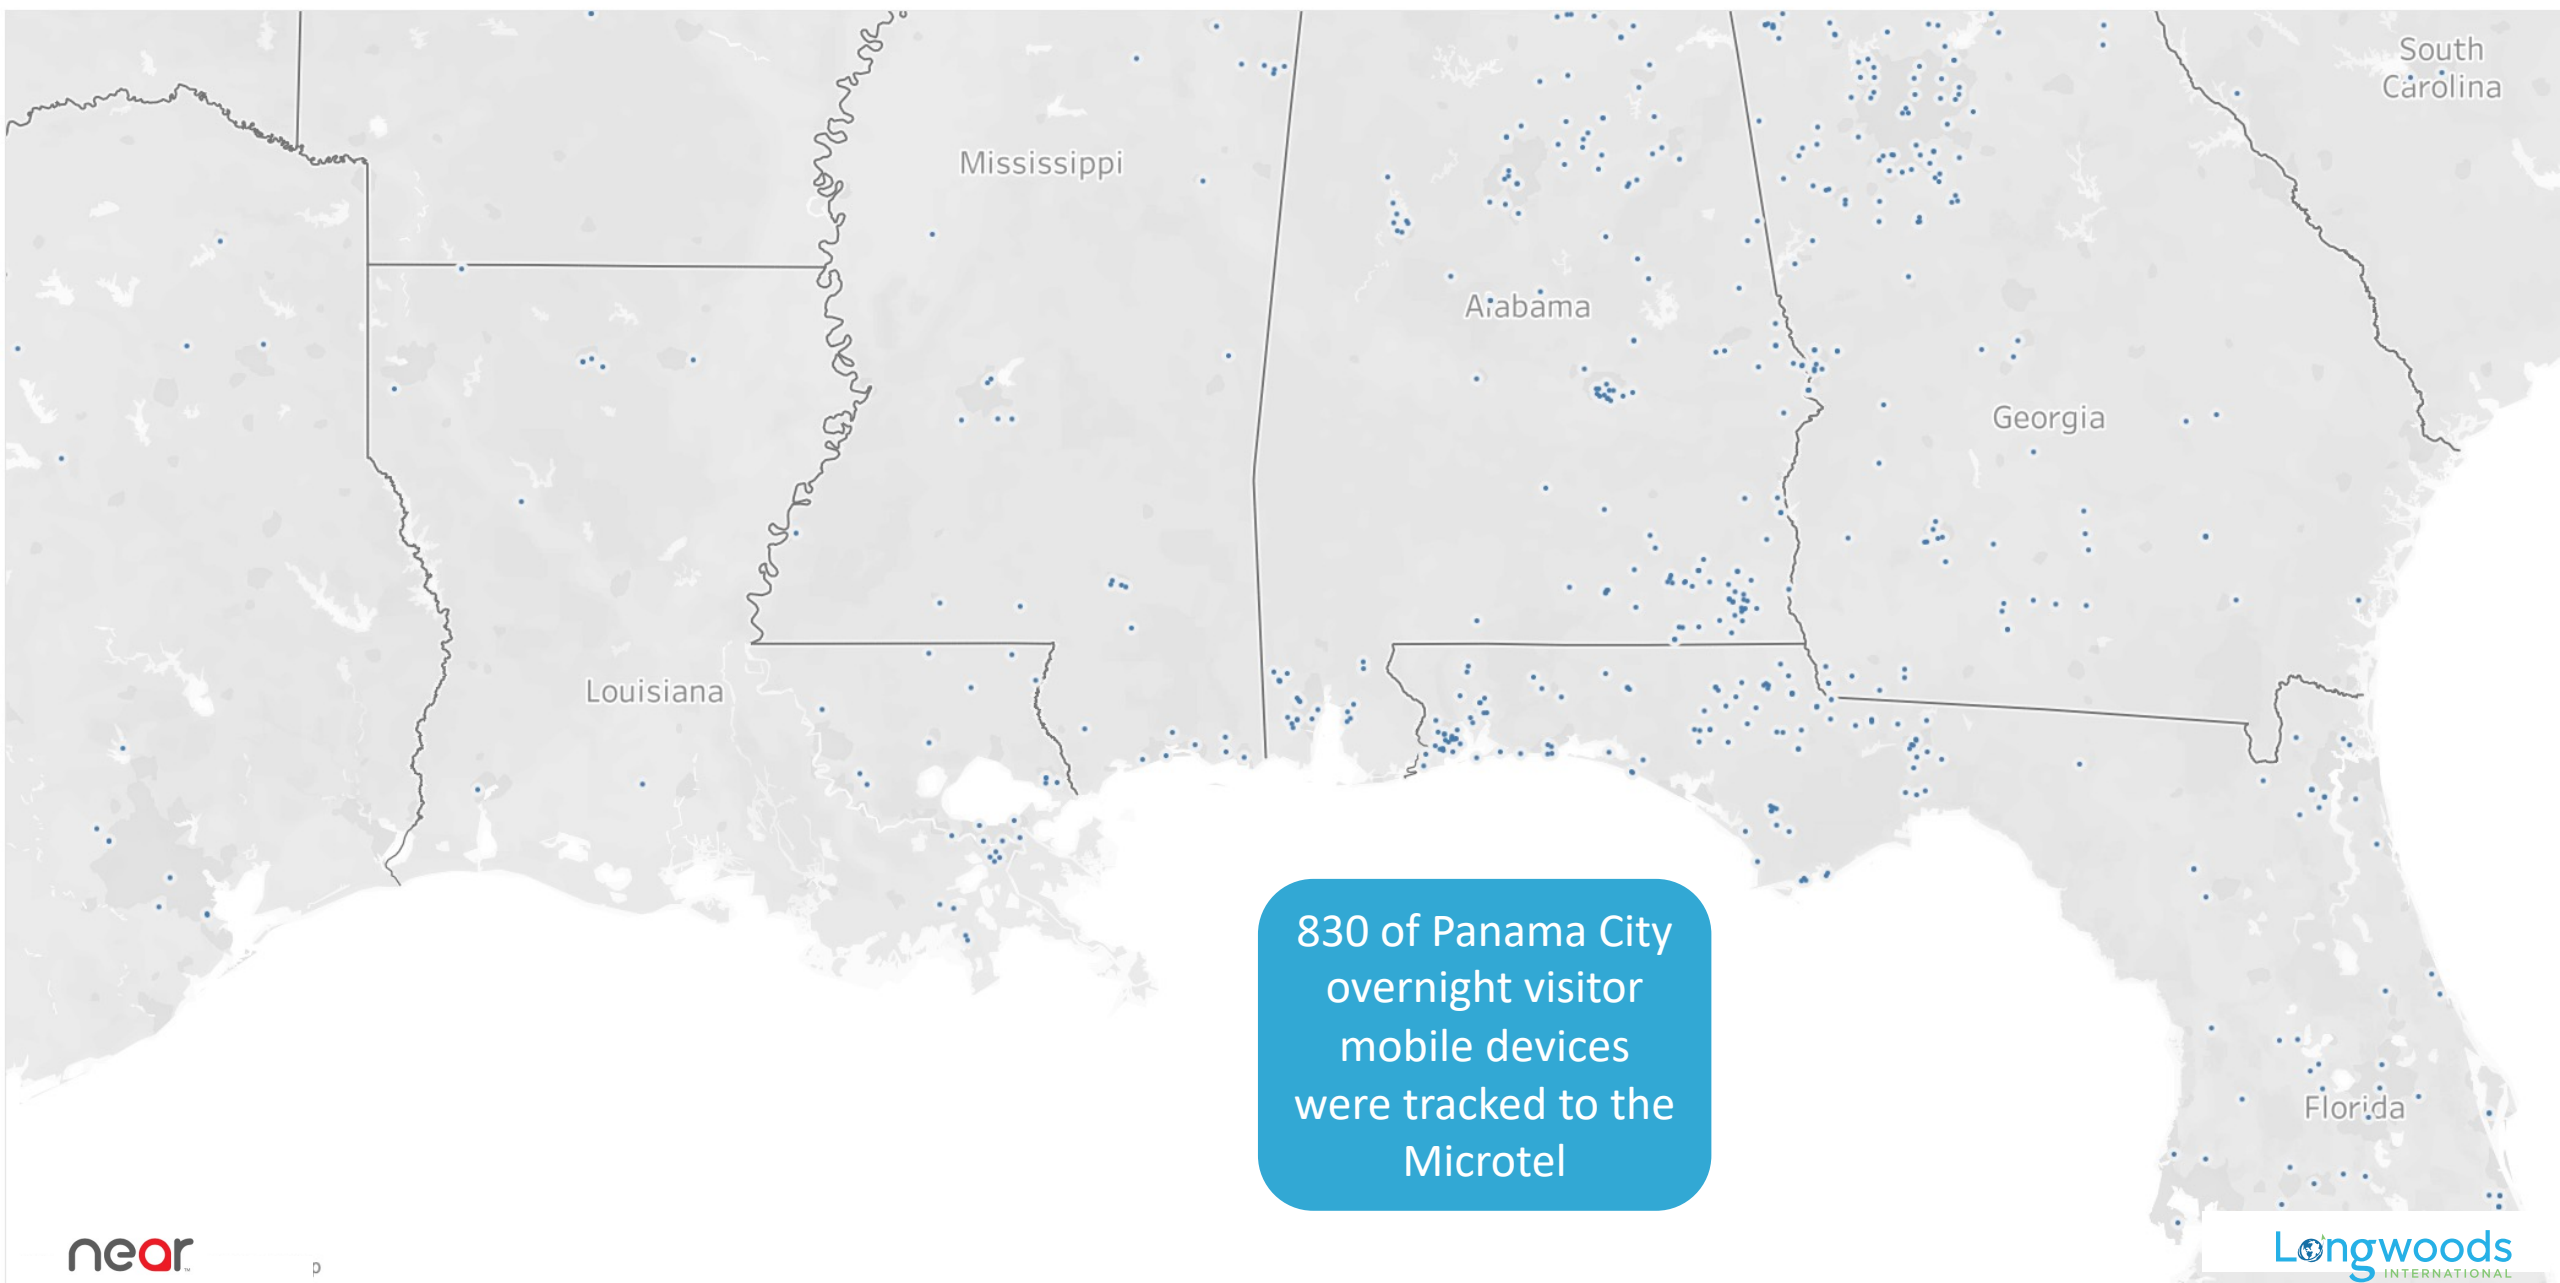 South
Carolina
Mississippi
Alabama
Georgia
Louisiana
830 of Panama City
overnight visitor
mobile devices
were tracked to the
Microtel
Florida
near
p
Longwoods
INTERNATIONAL